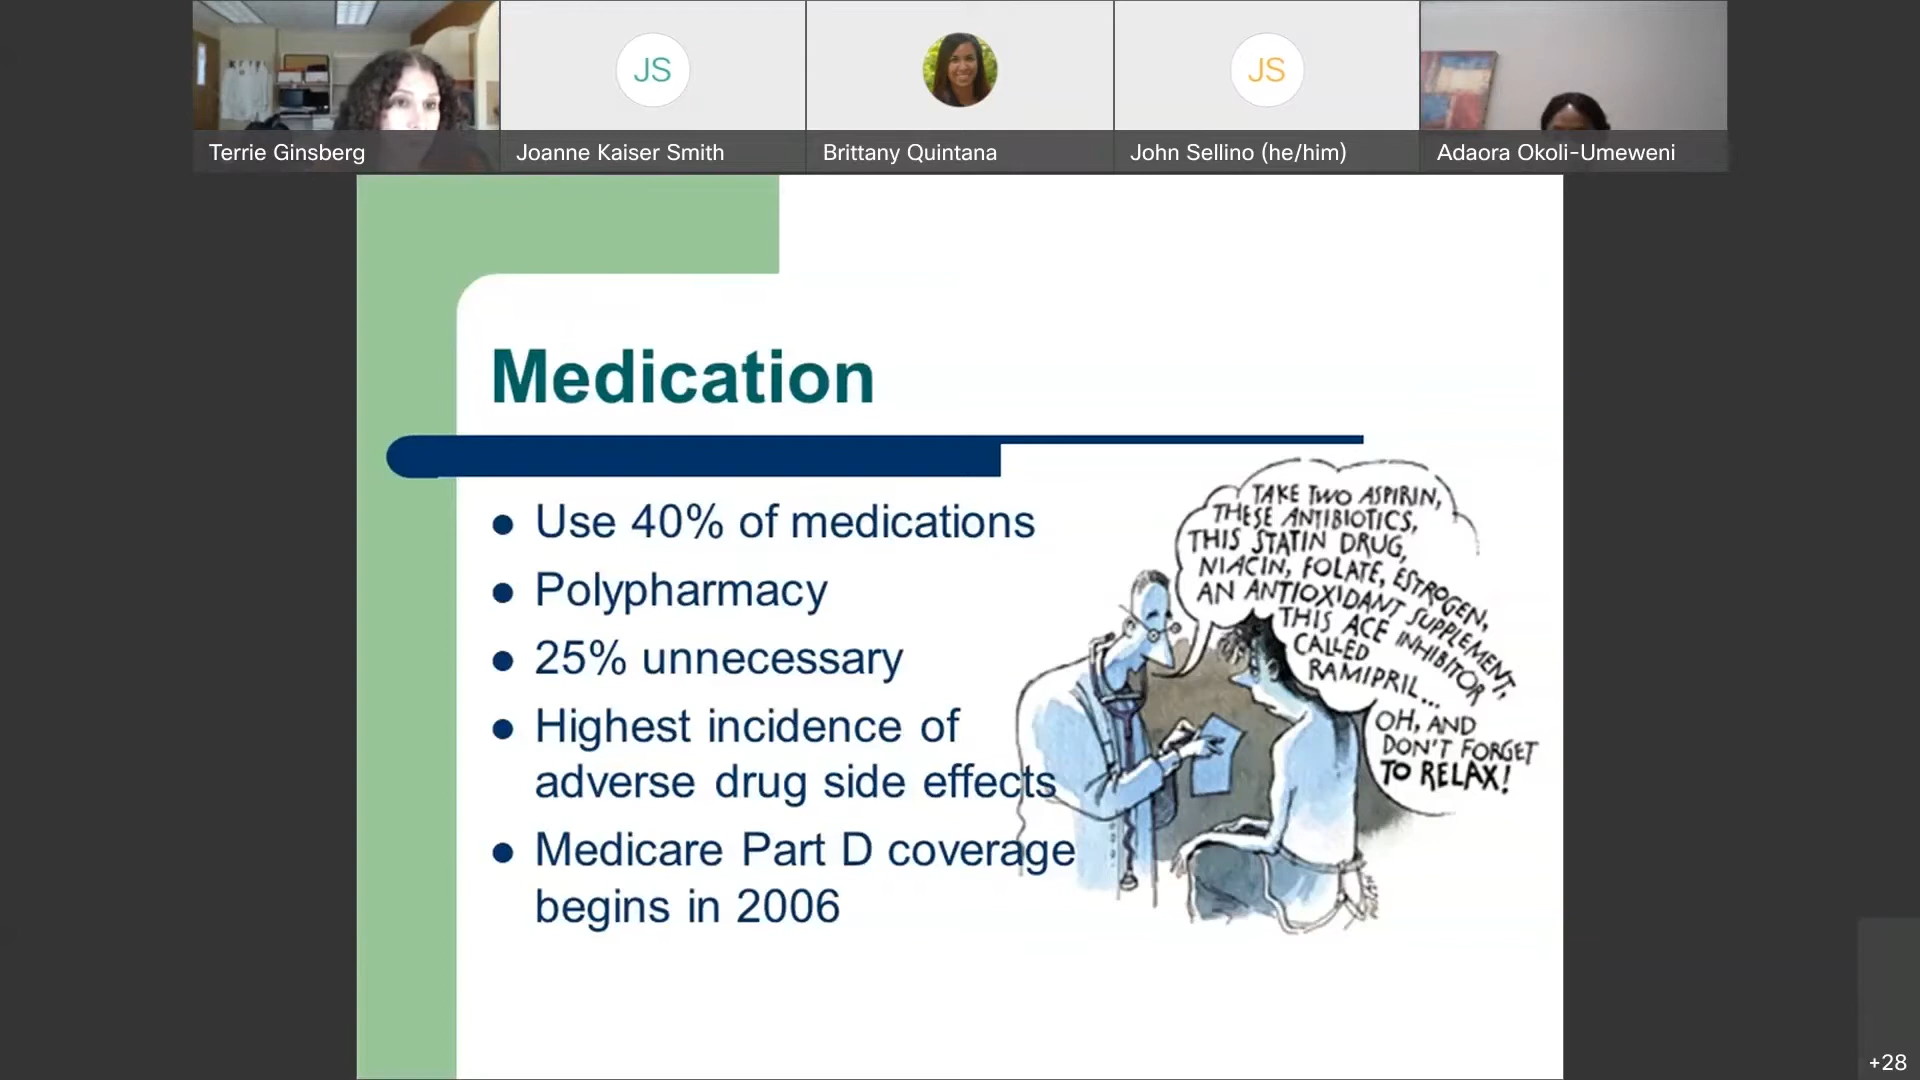 JS
JS
Terrie Ginsberg
Joanne Kaiser Smith
Brittany Quintana
John Sellino (he/him)
Adaora Okoli-Umeweni
Medication
● Use 40% of medications
● Polypharmacy
● 25% unnecessary
● Highest incidence of
adverse drug side effects
● Medicare Part D coverage
begins in 2006
TAKE TWO ASPIRIN,
THESE ANTIBIOTICS,
THIS STATIN DRUG,
NIACIN, FOLATE, ESTROGEN,
AN ANTIOXIDANT SUPPLEMENT,
THIS ACE INHIBITOR
CALLED
RAMIPRIL...
OH, AND
DON'T FORGET
TO RELAX!
+28